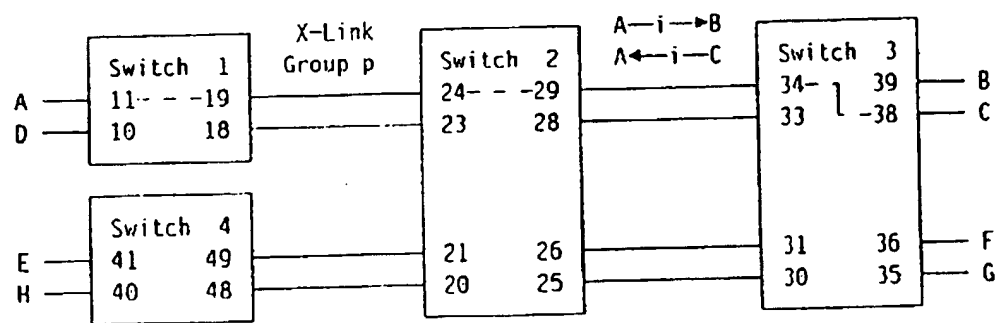 X-Link
Group p
A—i—►B
A◄—i—C
Switch 1
11- - -19
10 18
A
D
Switch 2
24- - -29
23 28
21 26
20 25
Switch 3
34- 39
33 -38
31 36
30 35
B
C
F
G
Switch 4
41 49
40 48
E
H